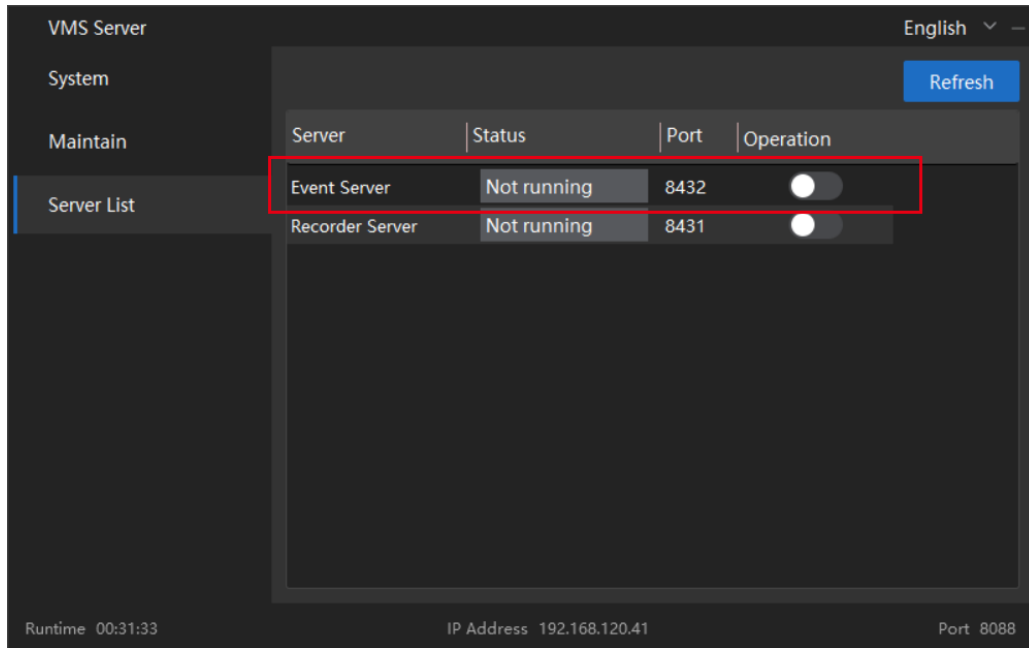 VMS Server English
System Refresh
Maintain
Server List
Server Status Port Operation
Event Server Not running 8432
Recorder Server Not running 8431
Runtime 00:31:33 IP Address 192.168.120.41 Port 8088